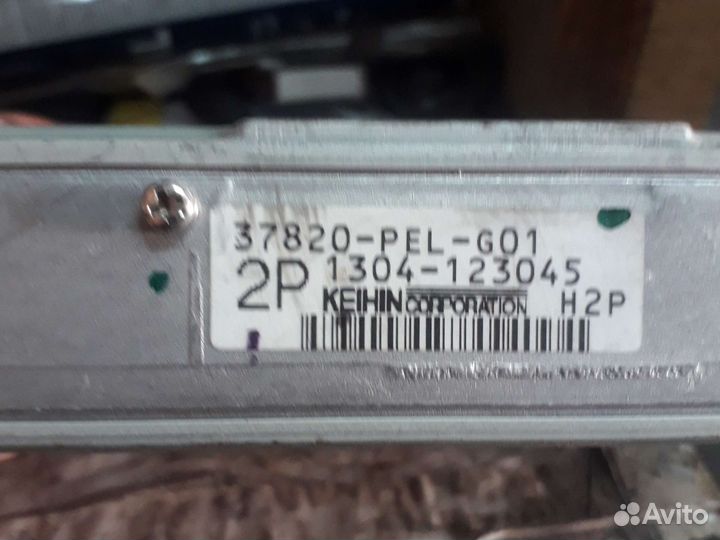 37820-PEL-G01
2P 1304-123045
KEIHIN CORPORATION H2P
Avito